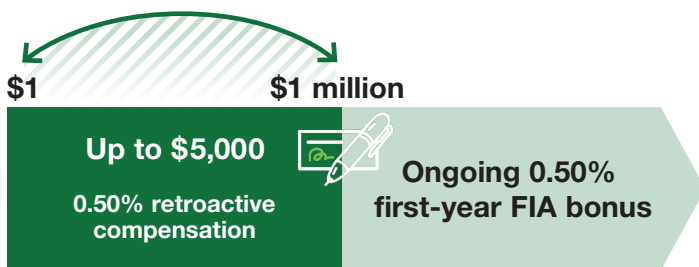 $1
$1 million
Up to $5,000
0.50% retroactive
compensation
Ongoing 0.50%
first-year FIA bonus